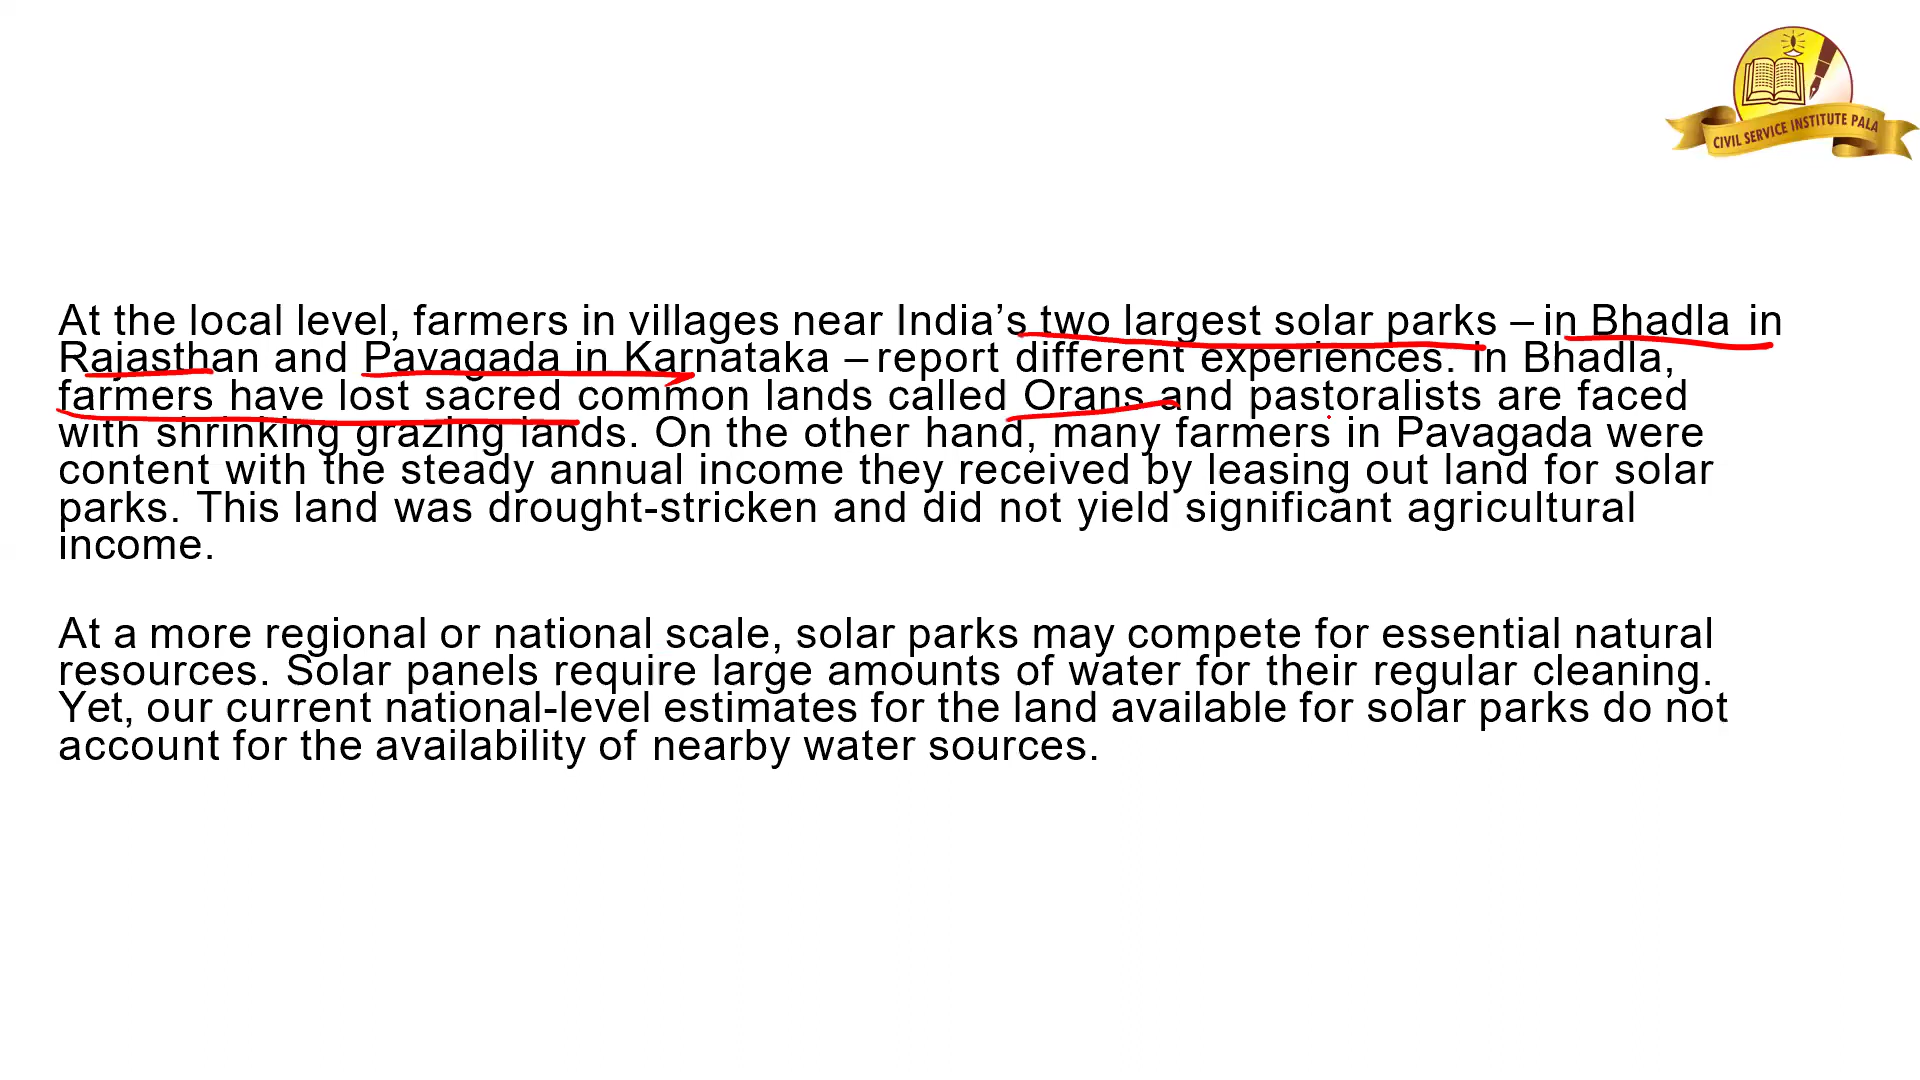 CIVIL SERVICE INSTITUTE PALA
At the local level, farmers in villages near India’s two largest solar parks – in Bhadla in
Rajasthan and Pavagada in Karnataka – report different experiences. In Bhadla,
farmers have lost sacred common lands called Orans and pastoralists are faced
with shrinking grazing lands. On the other hand, many farmers in Pavagada were
content with the steady annual income they received by leasing out land for solar
parks. This land was drought-stricken and did not yield significant agricultural
income.
At a more regional or national scale, solar parks may compete for essential natural
resources. Solar panels require large amounts of water for their regular cleaning.
Yet, our current national-level estimates for the land available for solar parks do not
account for the availability of nearby water sources.